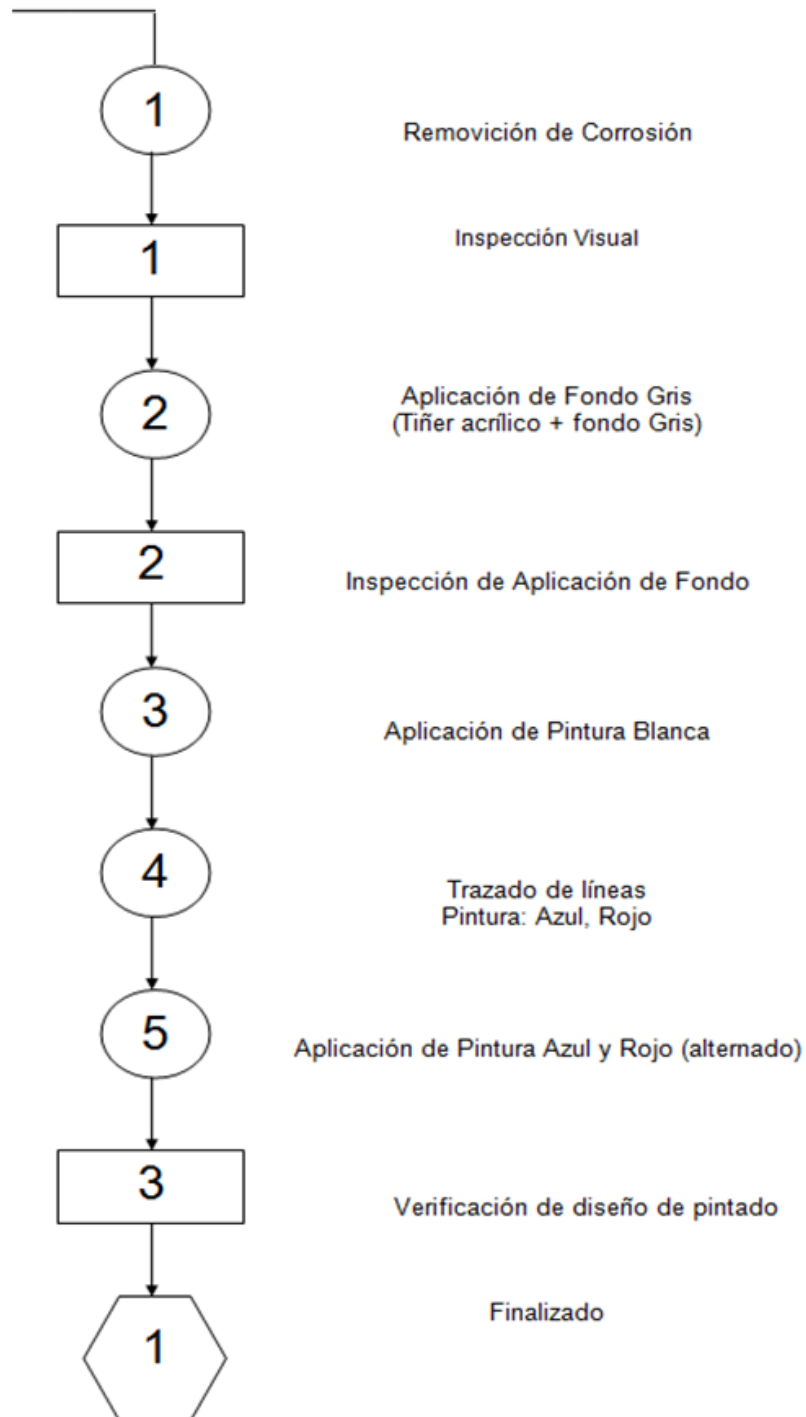 1
Removición de Corrosión
1
Inspección Visual
2
Aplicación de Fondo Gris
(Tiñer acrílico + fondo Gris)
2
Inspección de Aplicación de Fondo
3
Aplicación de Pintura Blanca
4
Trazado de líneas
Pintura: Azul, Rojo
5
Aplicación de Pintura Azul y Rojo (alternado)
3
Verificación de diseño de pintado
1
Finalizado